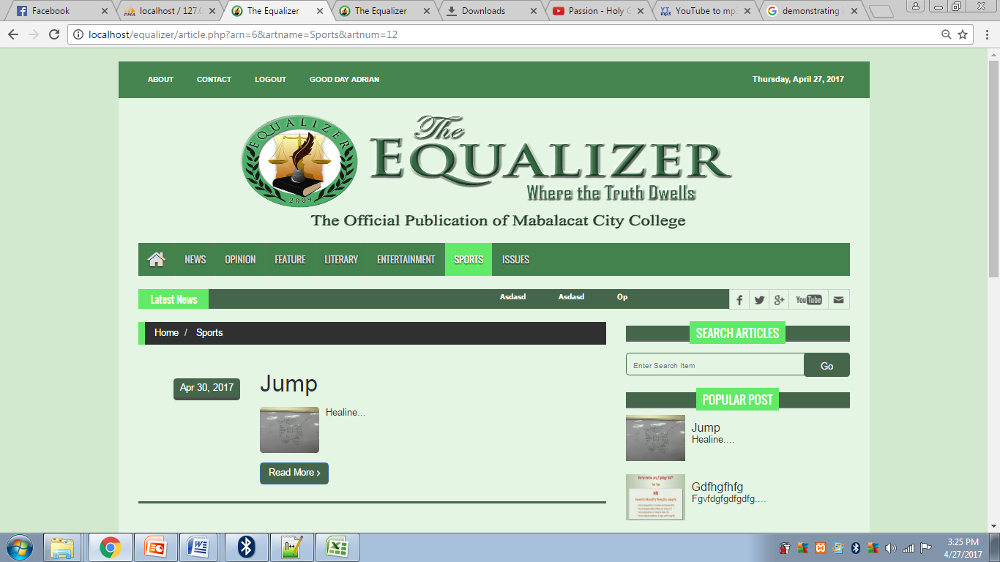 Facebook
localhost / 127.0
The Equalizer
The Equalizer
Downloads
Passion - Holy G
YouTube to mp
demonstrating i
localhost/equalizer/article.php?arn=6&artname=Sports&artnum=12
ABOUT CONTACT LOGOUT GOOD DAY ADRIAN Thursday, April 27, 2017
EQUALIZER
2009
The
EQUALIZER
Where the Truth Dwells
The Official Publication of Mabalacat City College
NEWS OPINION FEATURE LITERARY ENTERTAINMENT SPORTS ISSUES
Latest News Asdasd Asdasd Op
You Tube
Home / Sports
Apr 30, 2017
Jump
Healine...
Read More ›
SEARCH ARTICLES
Enter Search Item Go
POPULAR POST
Jump
Healine....
Gdfhgfhfg
Fgvfdgfgdfgdfg....
3:25 PM
4/27/2017